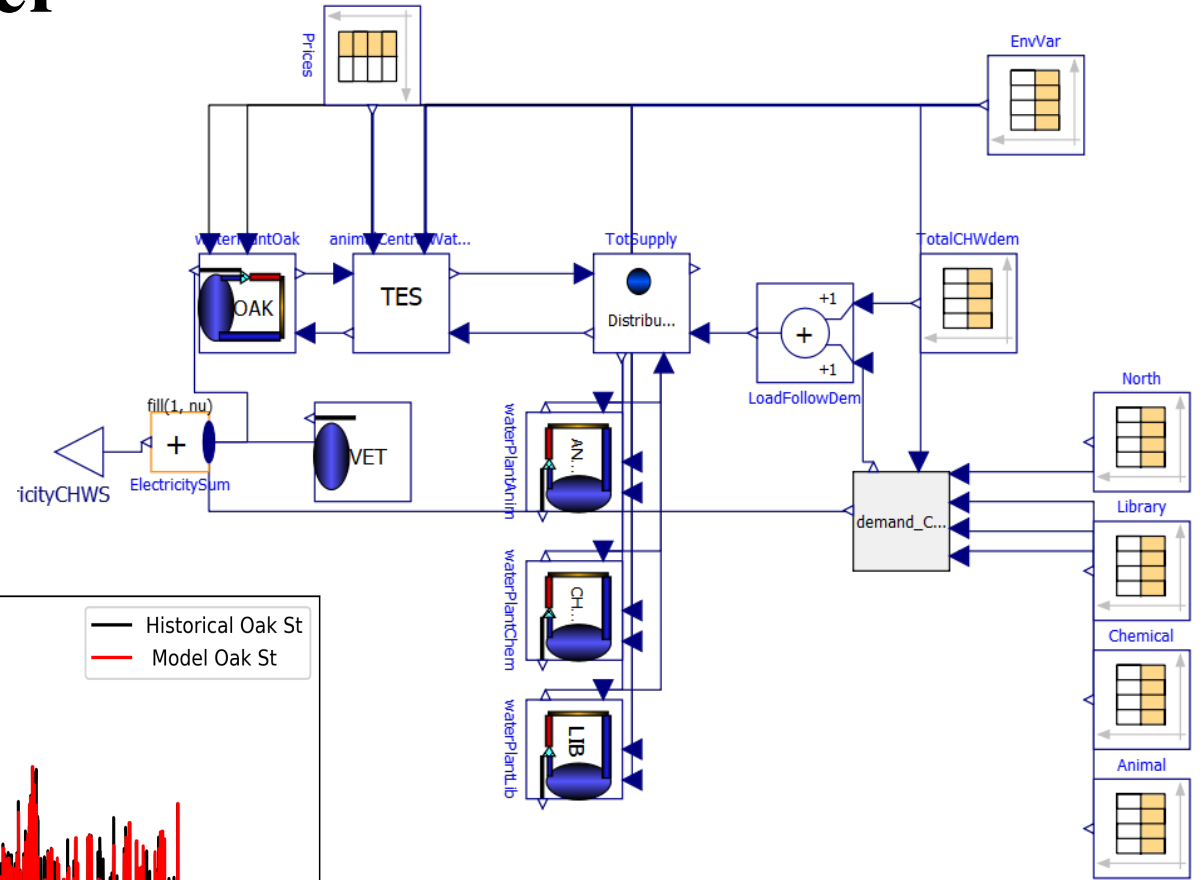 Prices
EnvVar
TotSupply
TotalCHWdem
OAK
TES
Distribu...
+1
+
+1
LoadFollowDem
North
fill(1, nu)
+
ElectricitySum
icityCHWS
VET
waterPlantAnim
AN...
demand_C...
Library
waterPlantChem
CH...
Chemical
waterPlantLib
LIB
Animal
Historical Oak St
Model Oak St